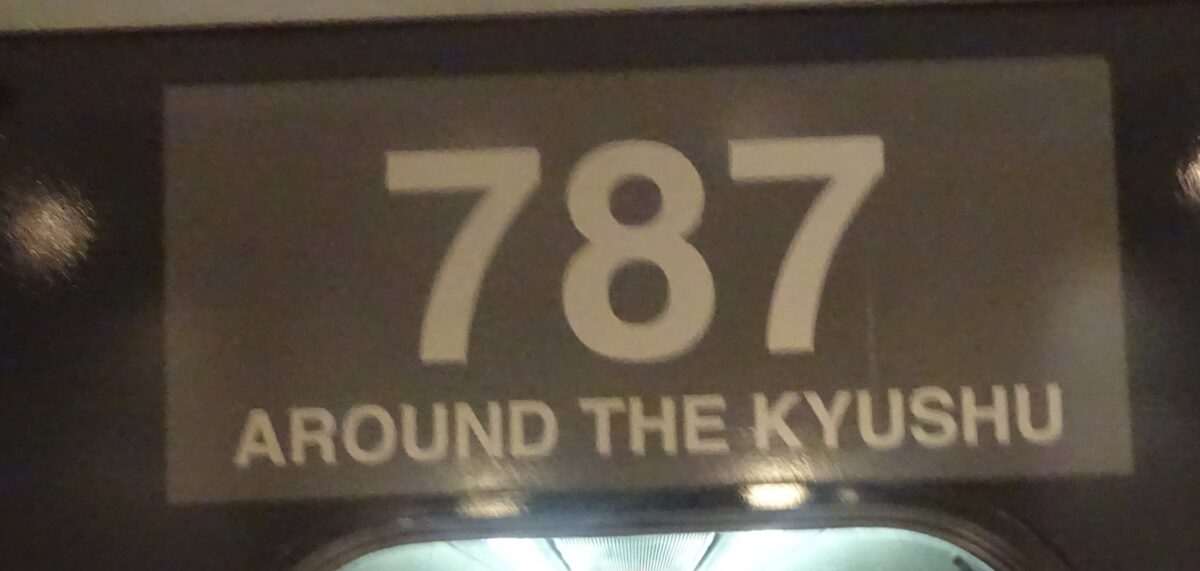 787
AROUND THE KYUSHU